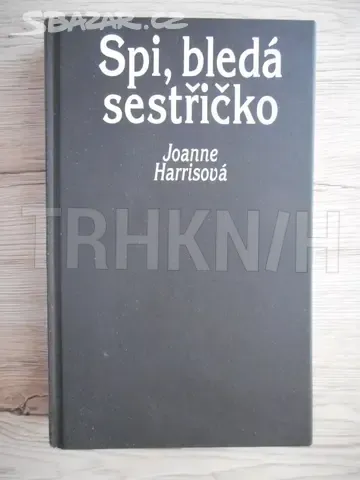 SBAZAR.CZ
Spi, bledá
sestřičko
Joanne
Harrisová
TRHKNIH